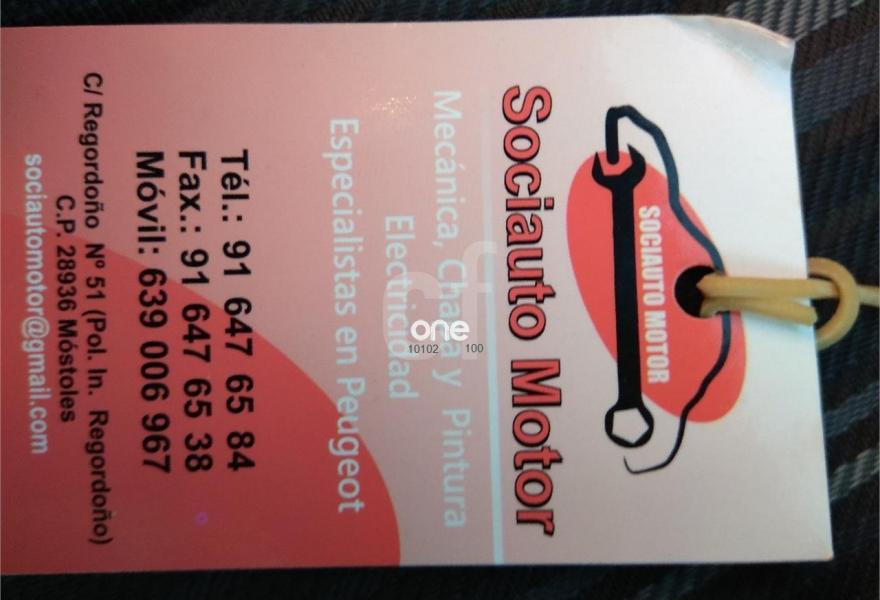 SOCIAUTO MOTOR
Sociauto Motor
Mecánica, Chapa y Pintura
Electricidad
Especialistas en Peugeot
Tél.: 91 647 65 84
Fax.: 91 647 65 38
Móvil: 639 006 967
C/ Regordoño Nº 51 (Pol. In. Regordoño)
C.P. 28936 Móstoles
sociautomotor@gmail.com
cf
one
10102 100